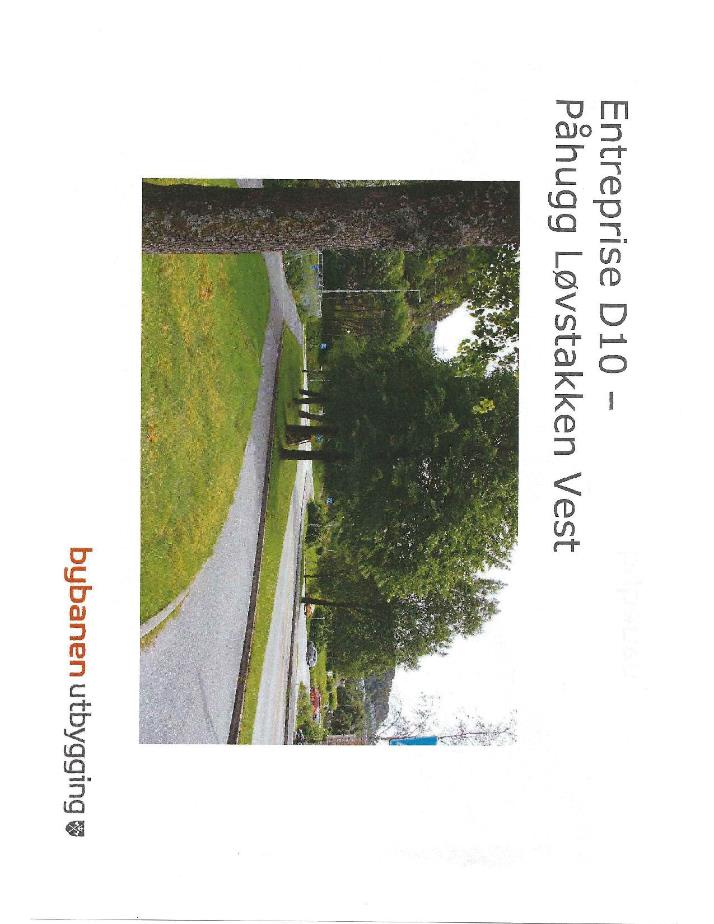 Entreprise D10 –
Påhugg Løvstakken Vest
bybanen utbygging